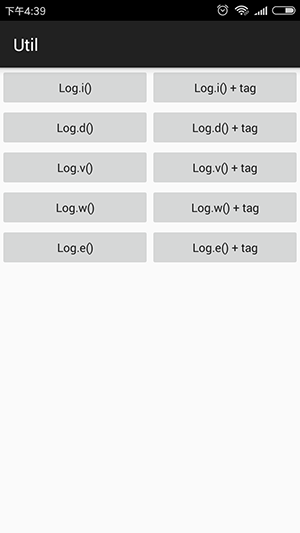 下午4:39
Util
Log.i() Log.i() + tag
Log.d() Log.d() + tag
Log.v() Log.v() + tag
Log.w() Log.w() + tag
Log.e() Log.e() + tag